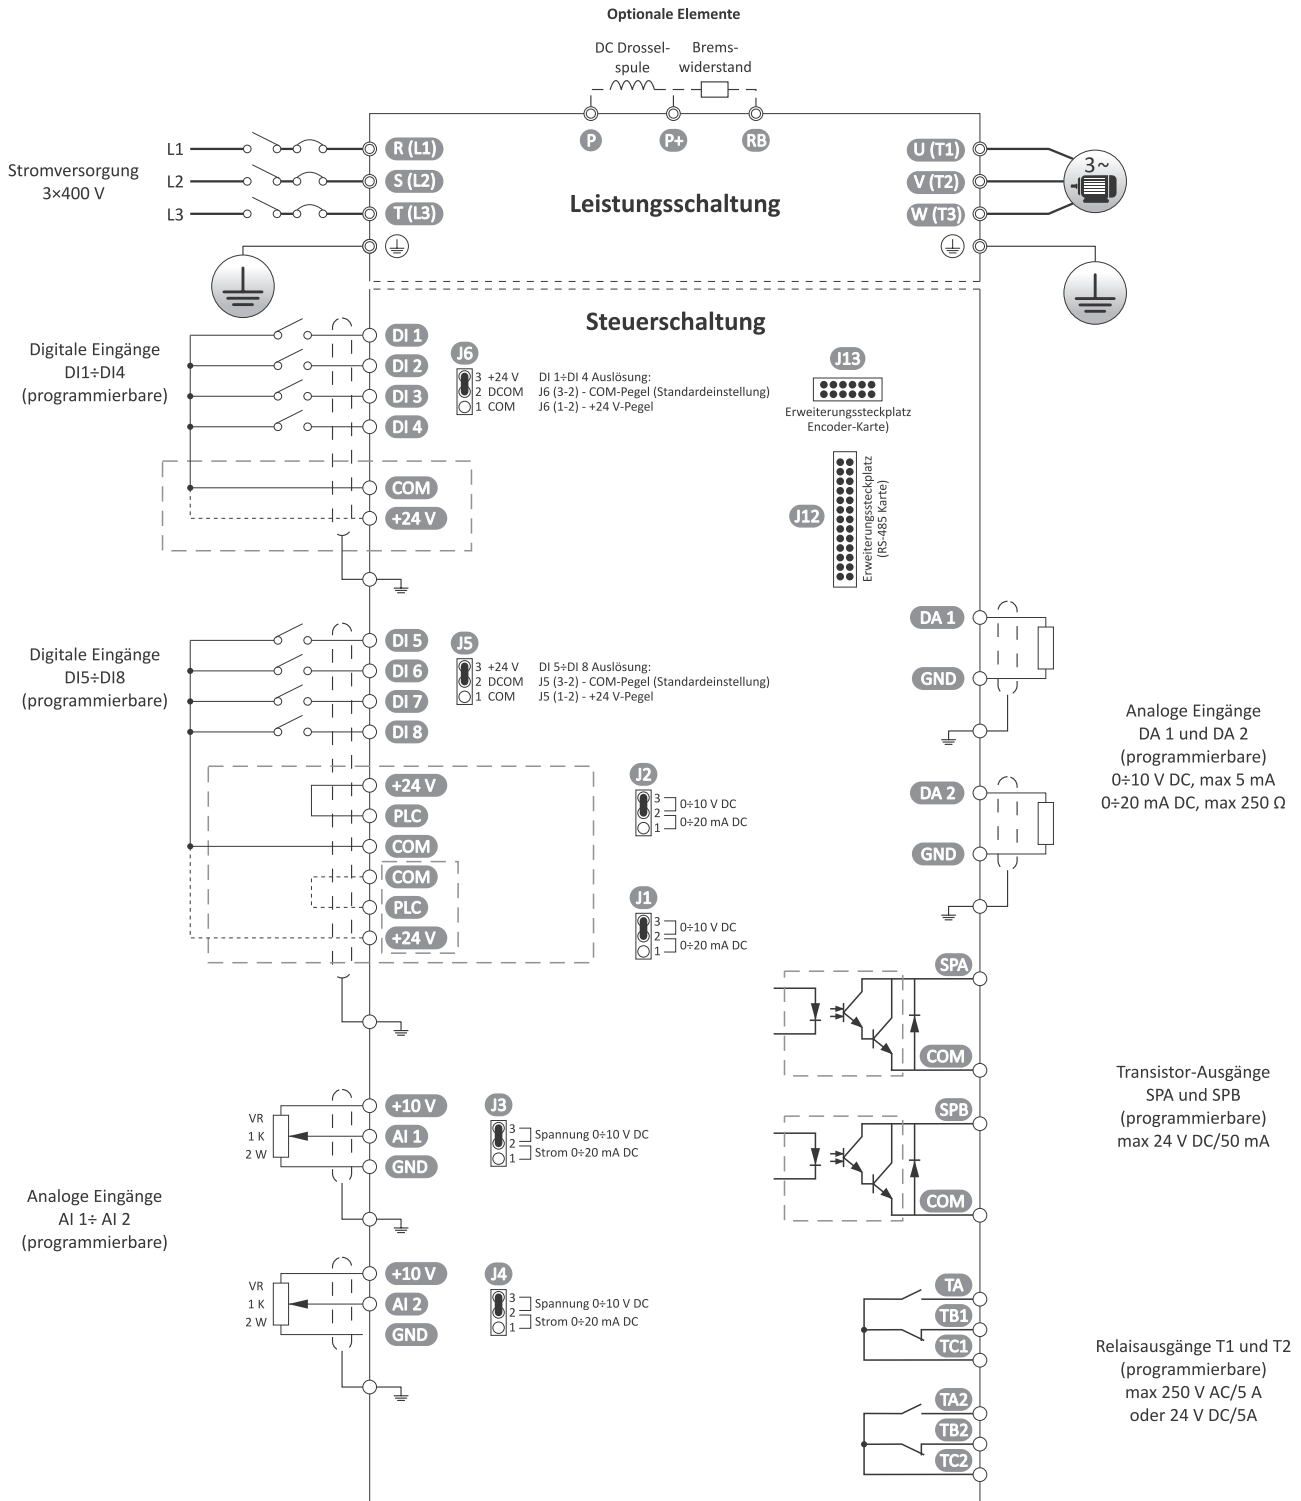 Optionale Elemente
DC Drossel-
spule
Brems-
widerstand
P
P+
RB
Stromversorgung
3×400 V
L1
L2
L3
R (L1)
S (L2)
T (L3)
Leistungsschaltung
U (T1)
V (T2)
W (T3)
3~
Steuerschaltung
Digitale Eingänge
DI1÷DI4
(programmierbare)
DI 1
DI 2
DI 3
DI 4
COM
+24 V
J6
3 +24 V
2 DCOM
1 COM
DI 1÷DI 4 Auslösung:
J6 (3-2) - COM-Pegel (Standardeinstellung)
J6 (1-2) - +24 V-Pegel
J13
Erweiterungssteckplatz
Encoder-Karte)
J12
Erweiterungssteckplatz
(RS-485 Karte)
Digitale Eingänge
DI5÷DI8
(programmierbare)
DI 5
DI 6
DI 7
DI 8
+24 V
PLC
COM
COM
PLC
+24 V
J5
3 +24 V
2 DCOM
1 COM
DI 5÷DI 8 Auslösung:
J5 (3-2) - COM-Pegel (Standardeinstellung)
J5 (1-2) - +24 V-Pegel
J2
3
2
1
0÷10 V DC
0÷20 mA DC
J1
3
2
1
0÷10 V DC
0÷20 mA DC
DA 1
GND
DA 2
GND
Analoge Eingänge
DA 1 und DA 2
(programmierbare)
0÷10 V DC, max 5 mA
0÷20 mA DC, max 250 Ω
SPA
COM
SPB
COM
Transistor-Ausgänge
SPA und SPB
(programmierbare)
max 24 V DC/50 mA
Analoge Eingänge
AI 1÷ AI 2
(programmierbare)
VR
1 K
2 W
+10 V
AI 1
GND
J3
3
2
1
Spannung 0÷10 V DC
Strom 0÷20 mA DC
VR
1 K
2 W
+10 V
AI 2
GND
J4
3
2
1
Spannung 0÷10 V DC
Strom 0÷20 mA DC
TA
TB1
TC1
TA2
TB2
TC2
Relaisausgänge T1 und T2
(programmierbare)
max 250 V AC/5 A
oder 24 V DC/5A